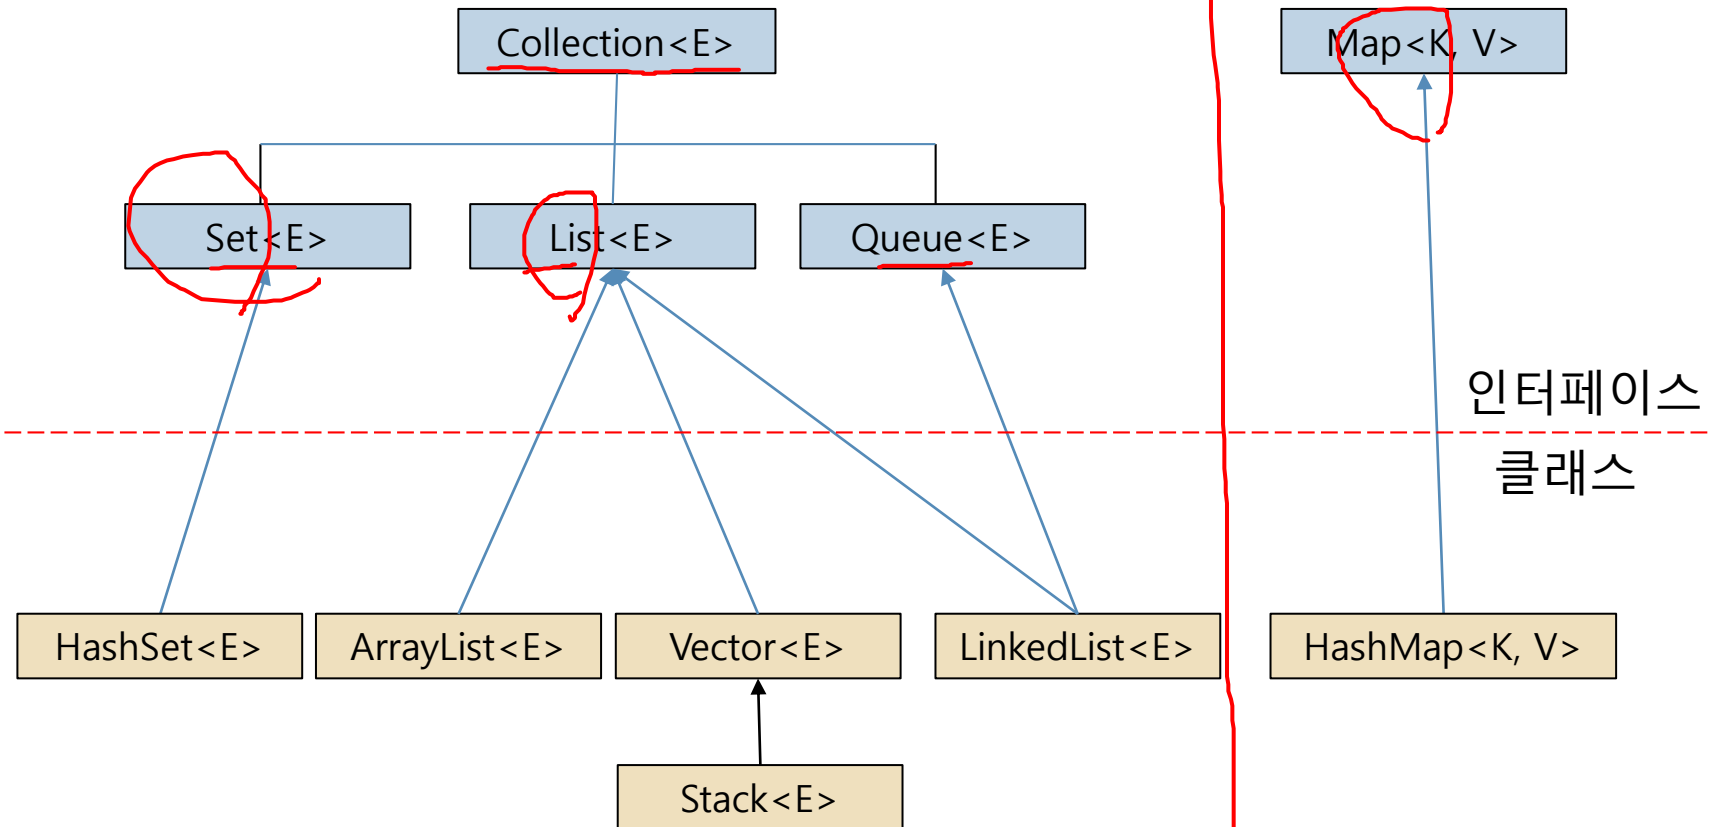 Collection<E>
Map<K, V>
Set<E>
List<E>
Queue<E>
인터페이스
클래스
HashSet<E>
ArrayList<E>
Vector<E>
LinkedList<E>
HashMap<K, V>
Stack<E>